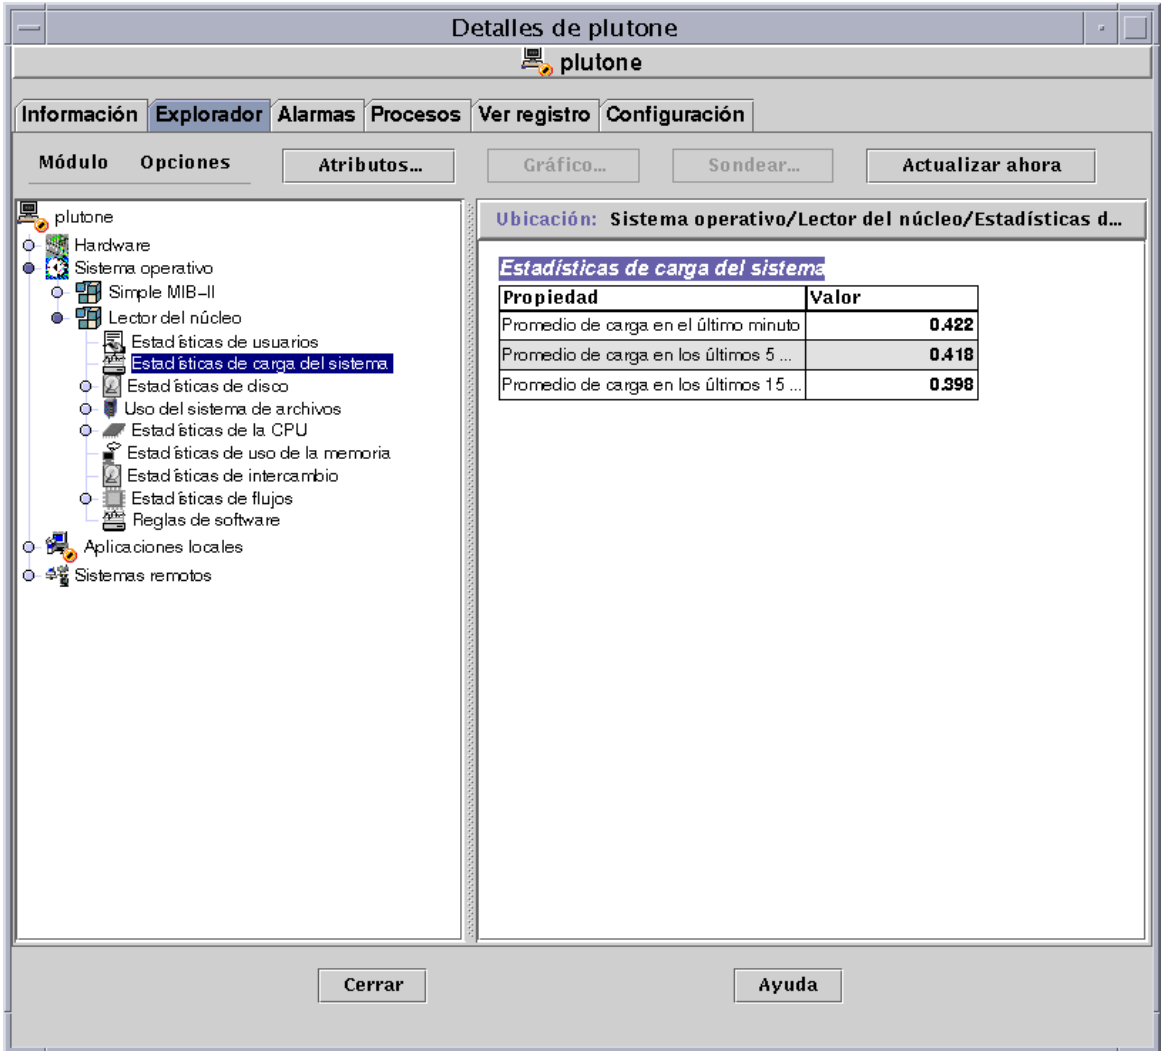 Detalles de plutone
plutone
Información Explorador Alarmas Procesos Ver registro Configuración
Módulo Opciones Atributos... Gráfico... Sondear... Actualizar ahora
plutone
Hardware
Sistema operativo
Simple MIB-II
Lector del núcleo
Estadísticas de usuarios
Estadísticas de carga del sistema
Estadísticas de disco
Uso del sistema de archivos
Estadísticas de la CPU
Estadísticas de uso de la memoria
Estadísticas de intercambio
Estadísticas de flujos
Reglas de software
Aplicaciones locales
Sistemas remotos
Ubicación: Sistema operativo/Lector del núcleo/Estadísticas d...
Estadísticas de carga del sistema
Propiedad Valor
Promedio de carga en el último minuto 0.422
Promedio de carga en los últimos 5 ... 0.418
Promedio de carga en los últimos 15 ... 0.398
Cerrar Ayuda